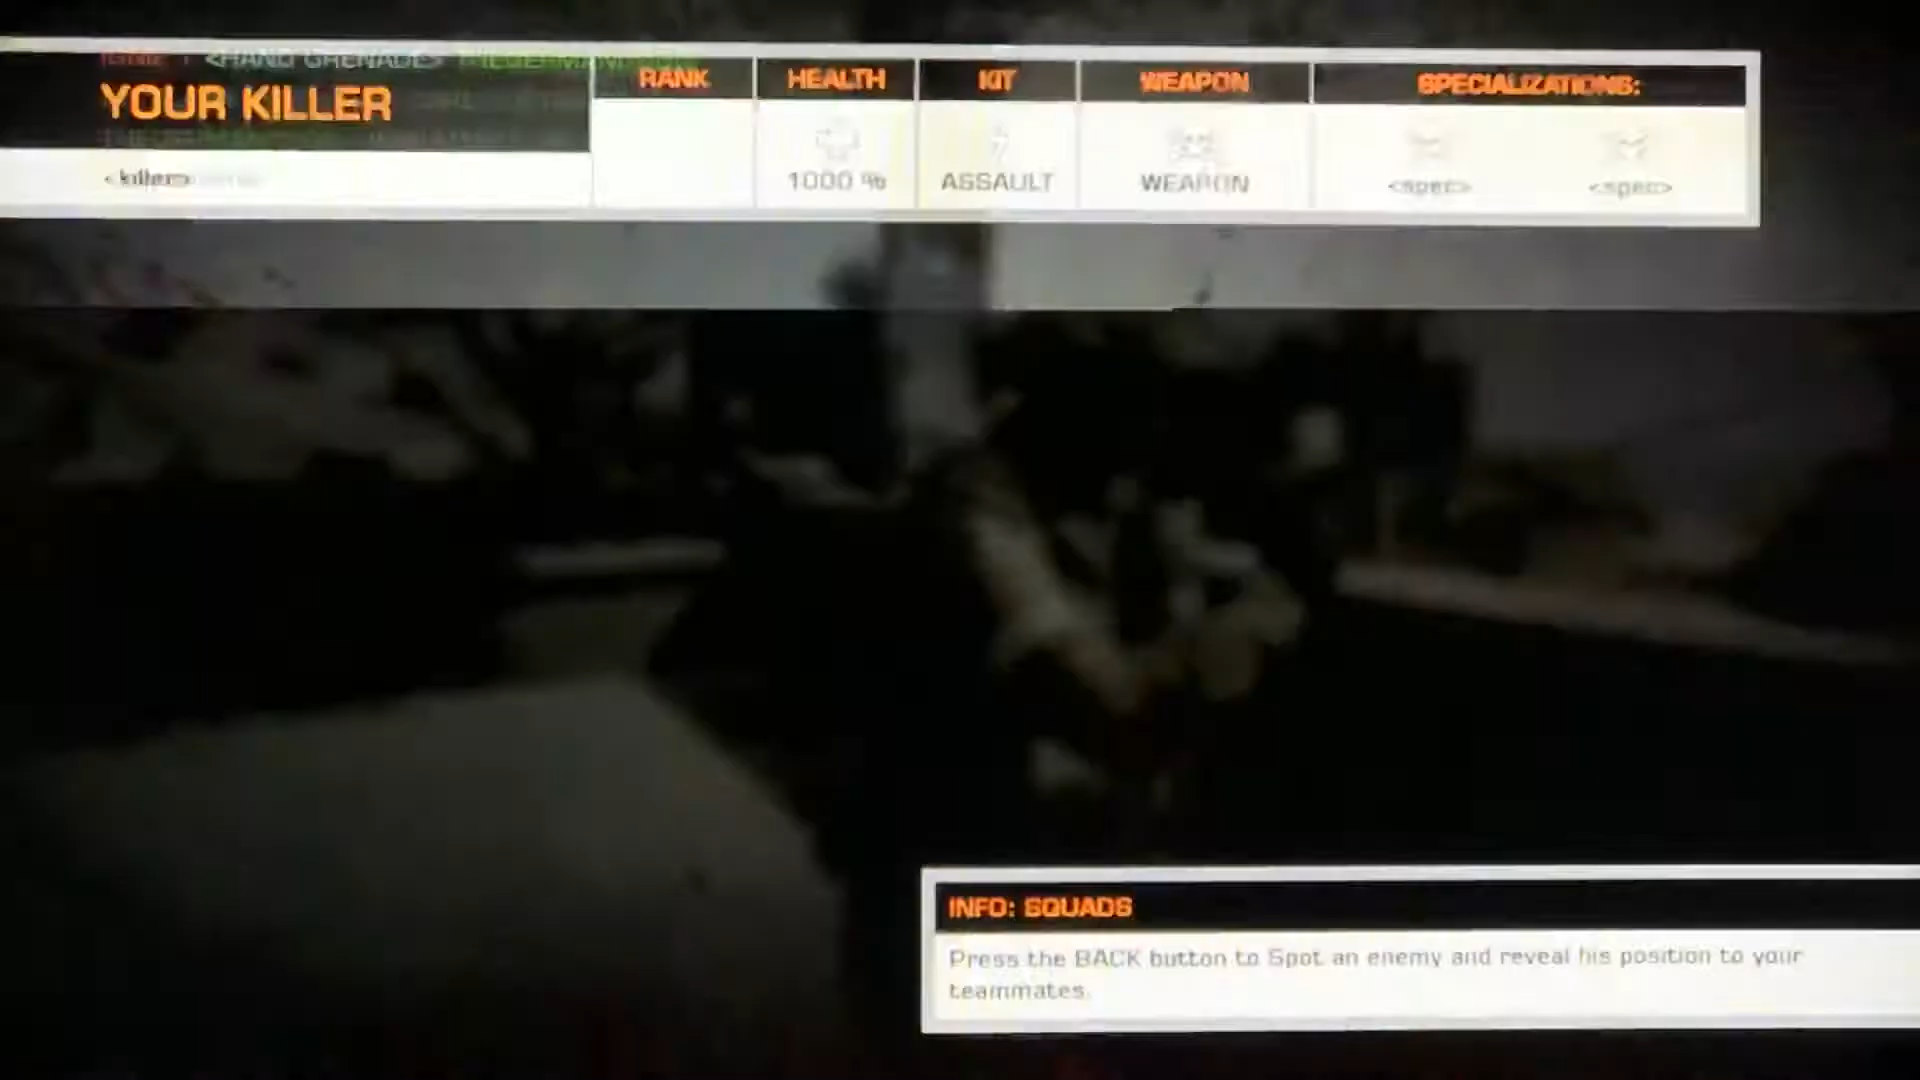 <HAND GRENADE>
YOUR KILLER
<killer>
RANK
HEALTH
1000 %
KIT
ASSAULT
WEAPON
WEAPON
SPECIALIZATIONS:
<spec> <spec>
INFO: SQUADS
Press the BACK button to Spot an enemy and reveal his position to your
teammates.